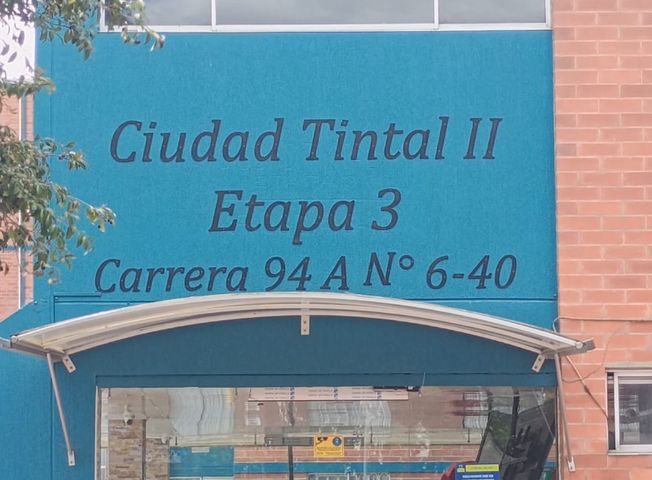 Ciudad Tintal II
Etapa 3
Carrera 94 A N° 6-40